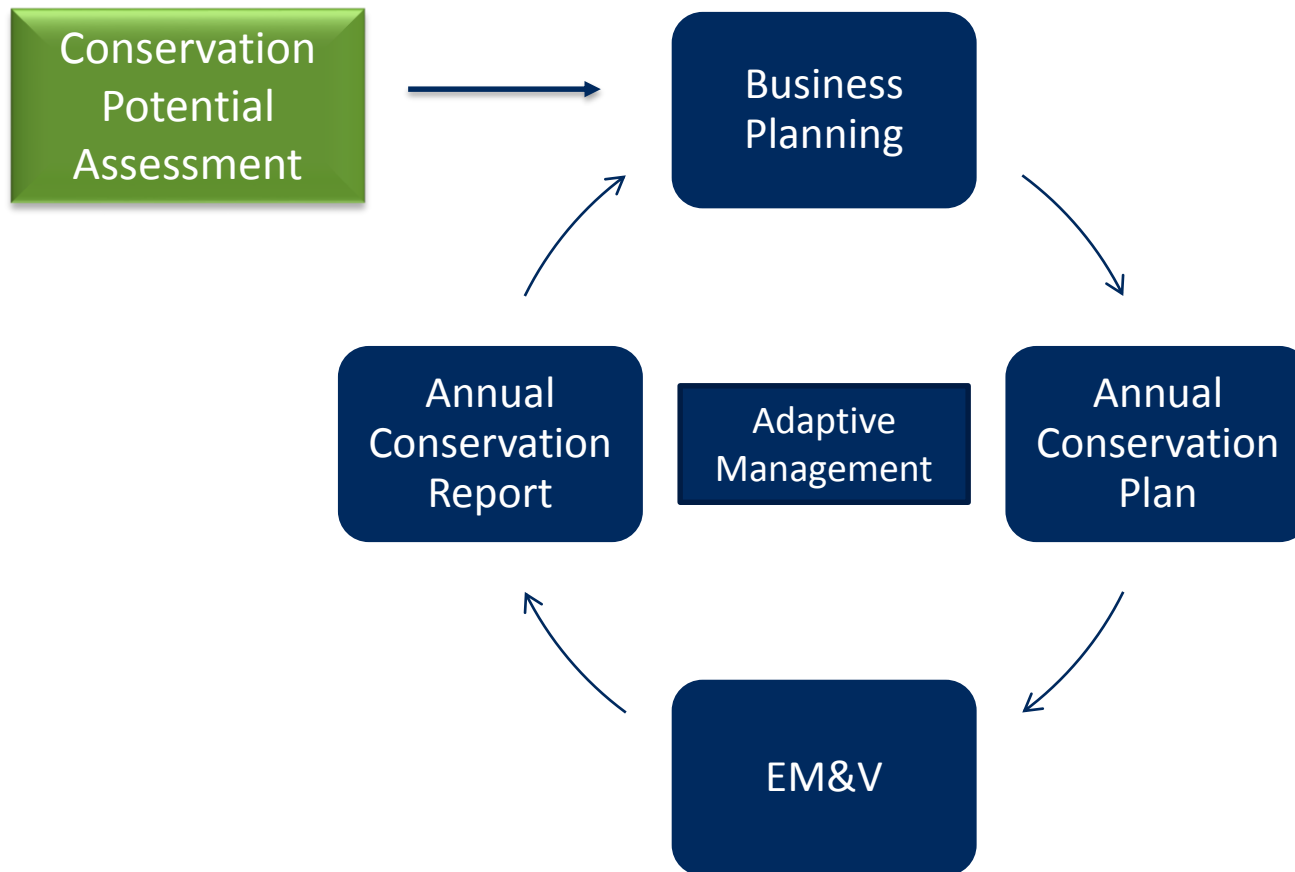 Conservation
Potential
Assessment
Business
Planning
Annual
Conservation
Report
Adaptive
Management
Annual
Conservation
Plan
EM&V